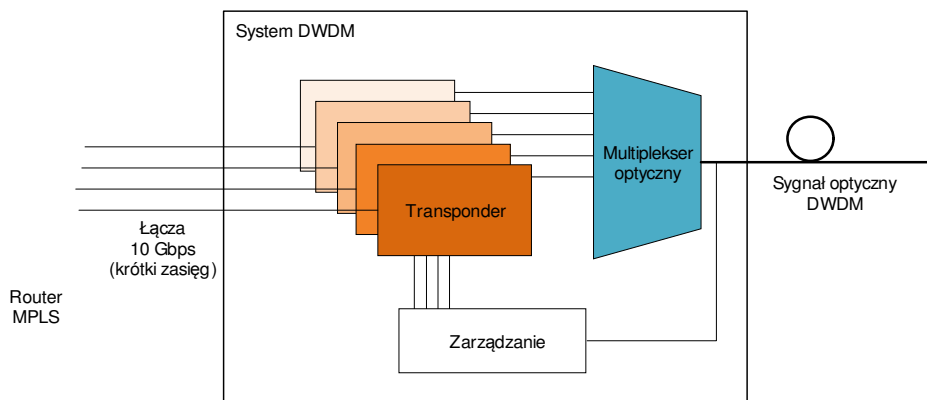 System DWDM
Multiplekser
optyczny
Transponder
Sygnał optyczny
DWDM
Łącza
10 Gbps
(krótki zasięg)
Router
MPLS
Zarządzanie